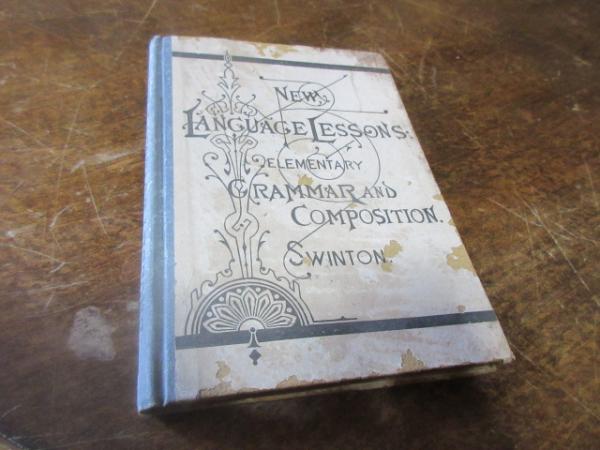 NEW
LANGUAGE LESSONS:
ELEMENTARY
GRAMMAR AND
COMPOSITION.
SWINTON.